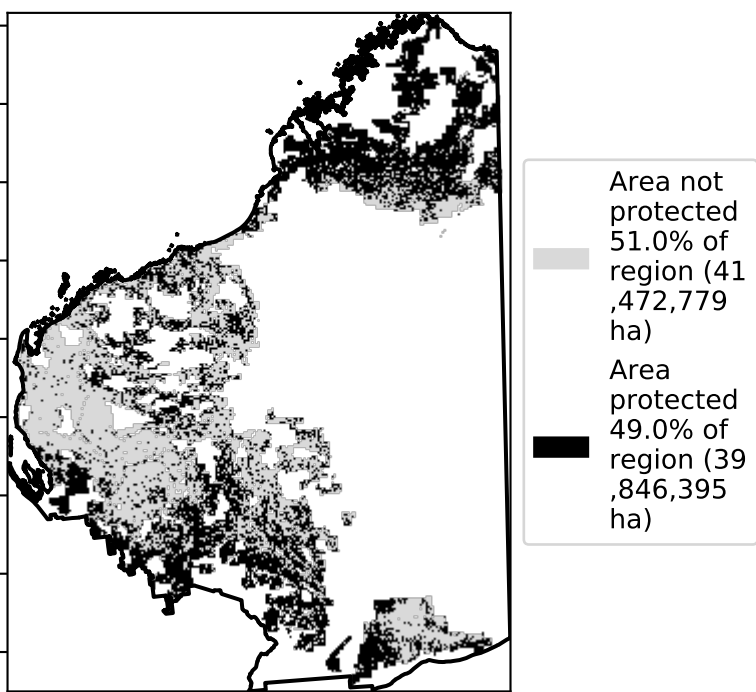 Area not
protected
51.0% of
region (41
,472,779
ha)
Area
protected
49.0% of
region (39
,846,395
ha)